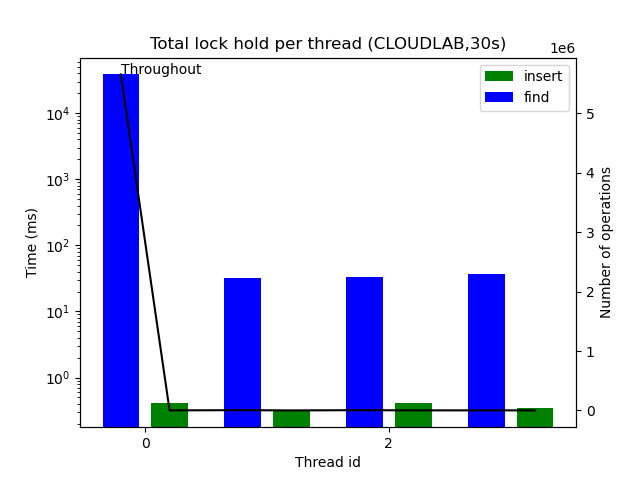 Total lock hold per thread (CLOUDLAB,30s)
1e6
Throughout
insert
find
10^4
10^3
10^2
10^1
10^0
Time (ms)
5
4
3
2
1
0
Number of operations
0
2
Thread id